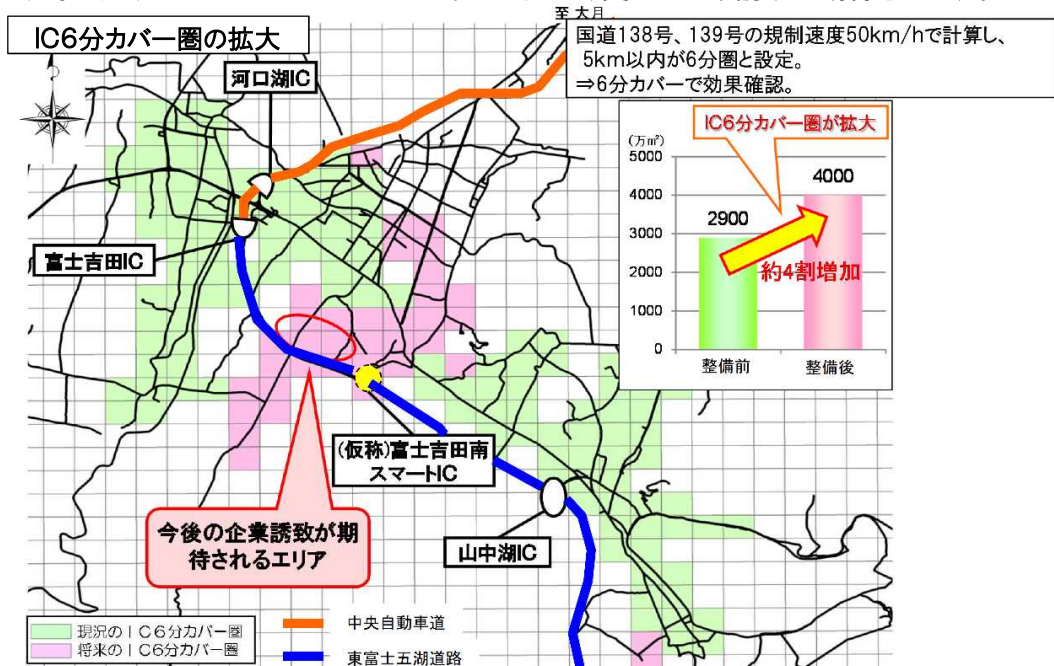 至 大月
IC6分カバー圏の拡大
国道138号、139号の規制速度50km/hで計算し、
5km以内が6分圏と設定。
⇒6分カバーで効果確認。
河口湖IC
富士吉田IC
IC6分カバー圏が拡大
(万㎡)
5000
4000
3000
2000
1000
0
2900
4000
約4割増加
整備前
整備後
(仮称)富士吉田南
スマートIC
今後の企業誘致が期
待されるエリア
山中湖IC
現況のIC6分カバー圏
将来のIC6分カバー圏
中央自動車道
東富士五湖道路